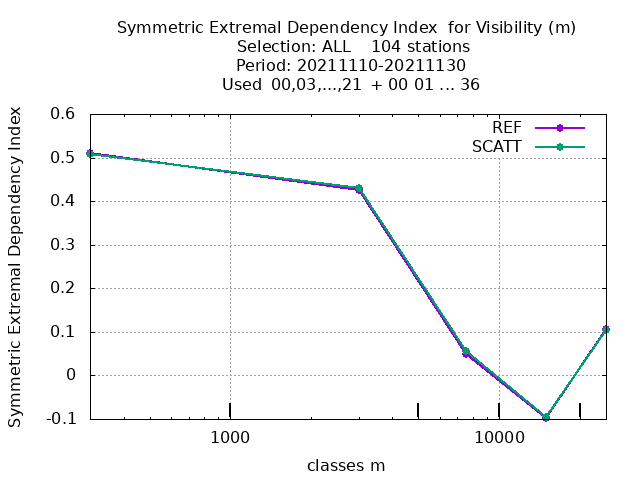 Symmetric Extremal Dependency Index  for Visibility (m)
Selection: ALL    104 stations
Period: 20211110-20211130
Used  00,03,...,21  + 00 01 ... 36
REF
SCATT
Symmetric Extremal Dependency Index
0.6
0.5
0.4
0.3
0.2
0.1
0
-0.1
1000
10000
classes m